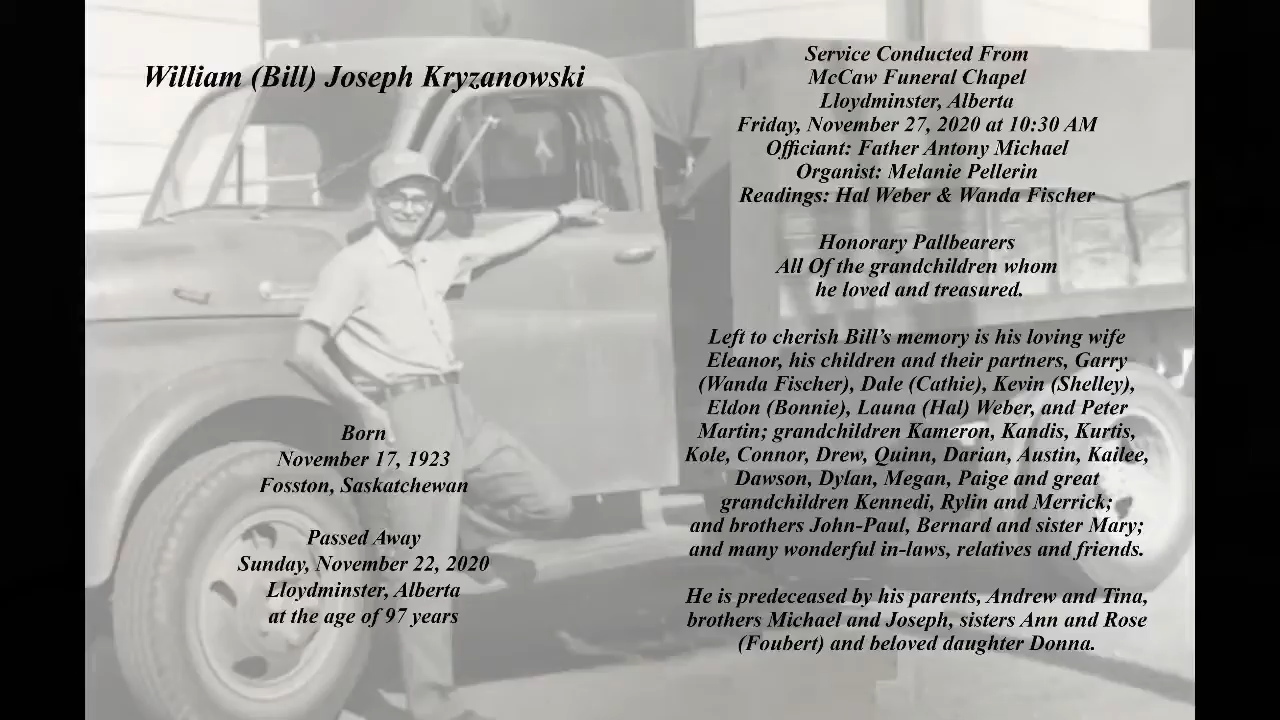 William (Bill) Joseph Kryzanowski
Born
November 17, 1923
Fosston, Saskatchewan
Passed Away
Sunday, November 22, 2020
Lloydminster, Alberta
at the age of 97 years
Service Conducted From
McCaw Funeral Chapel
Lloydminster, Alberta
Friday, November 27, 2020 at 10:30 AM
Officiant: Father Antony Michael
Organist: Melanie Pellerin
Readings: Hal Weber & Wanda Fischer
Honorary Pallbearers
All Of the grandchildren whom
he loved and treasured.
Left to cherish Bill’s memory is his loving wife
Eleanor, his children and their partners, Garry
(Wanda Fischer), Dale (Cathie), Kevin (Shelley),
Eldon (Bonnie), Launa (Hal) Weber, and Peter
Martin; grandchildren Kameron, Kandis, Kurtis,
Kole, Connor, Drew, Quinn, Darian, Austin, Kailee,
Dawson, Dylan, Megan, Paige and great
grandchildren Kennedi, Rylin and Merrick;
and brothers John-Paul, Bernard and sister Mary;
and many wonderful in-laws, relatives and friends.
He is predeceased by his parents, Andrew and Tina,
brothers Michael and Joseph, sisters Ann and Rose
(Foubert) and beloved daughter Donna.